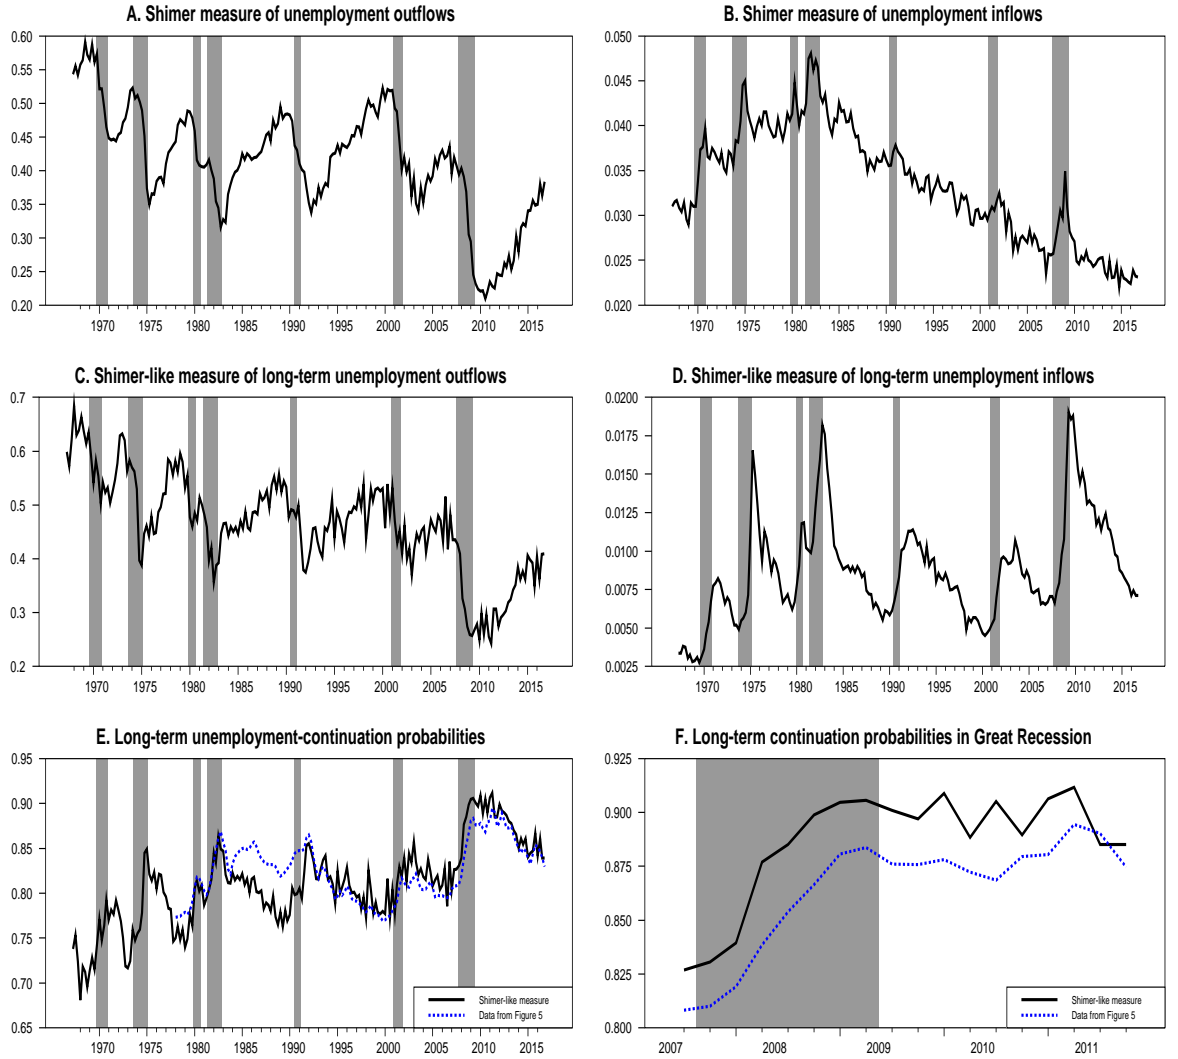 A. Shimer measure of unemployment outflows
0.60
0.55
0.50
0.45
0.40
0.35
0.30
0.25
0.20
1970 1975 1980 1985 1990 1995 2000 2005 2010 2015
B. Shimer measure of unemployment inflows
0.050
0.045
0.040
0.035
0.030
0.025
0.020
1970 1975 1980 1985 1990 1995 2000 2005 2010 2015
C. Shimer-like measure of long-term unemployment outflows
0.7
0.6
0.5
0.4
0.3
0.2
1970 1975 1980 1985 1990 1995 2000 2005 2010 2015
D. Shimer-like measure of long-term unemployment inflows
0.0200
0.0175
0.0150
0.0125
0.0100
0.0075
0.0050
0.0025
1970 1975 1980 1985 1990 1995 2000 2005 2010 2015
E. Long-term unemployment-continuation probabilities
0.95
0.90
0.85
0.80
0.75
0.70
0.65
Shimer-like measure
Data from Figure 5
1970 1975 1980 1985 1990 1995 2000 2005 2010 2015
F. Long-term continuation probabilities in Great Recession
0.925
0.900
0.875
0.850
0.825
0.800
Shimer-like measure
Data from Figure 5
2007 2008 2009 2010 2011